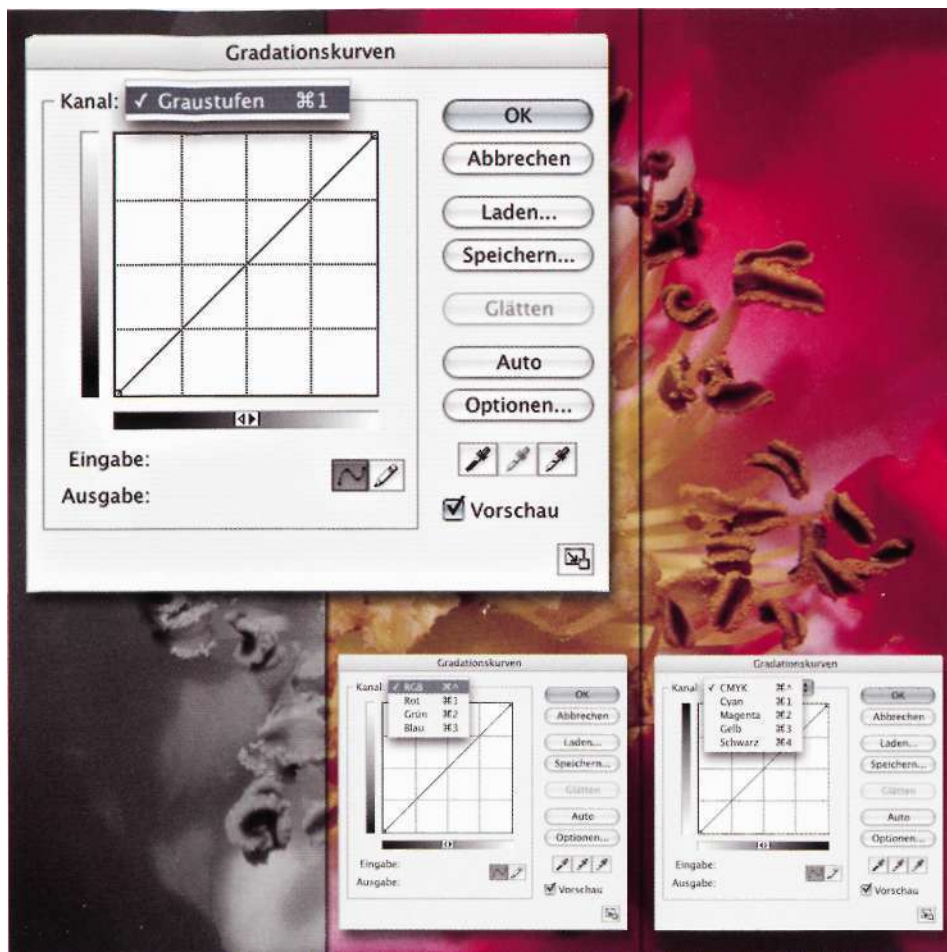 Gradationskurven
Kanal: ✓ Graustufen ⌘1
OK
Abbrechen
Laden...
Speichern...
Glätten
Auto
Optionen...
Eingabe:
Ausgabe:
Vorschau
Gradationskurven
Kanal: ✓ RGB ⌘^
Rot ⌘1
Grün ⌘2
Blau ⌘3
OK
Abbrechen
Laden...
Speichern...
Glätten
Auto
Optionen...
Eingabe:
Ausgabe:
Vorschau
Gradationskurven
Kanal ✓ CMYK ⌘^
Cyan ⌘1
Magenta ⌘2
Gelb ⌘3
Schwarz ⌘4
OK
Abbrechen
Laden...
Speichern...
Glätten
Auto
Optionen...
Eingabe:
Ausgabe:
Vorschau